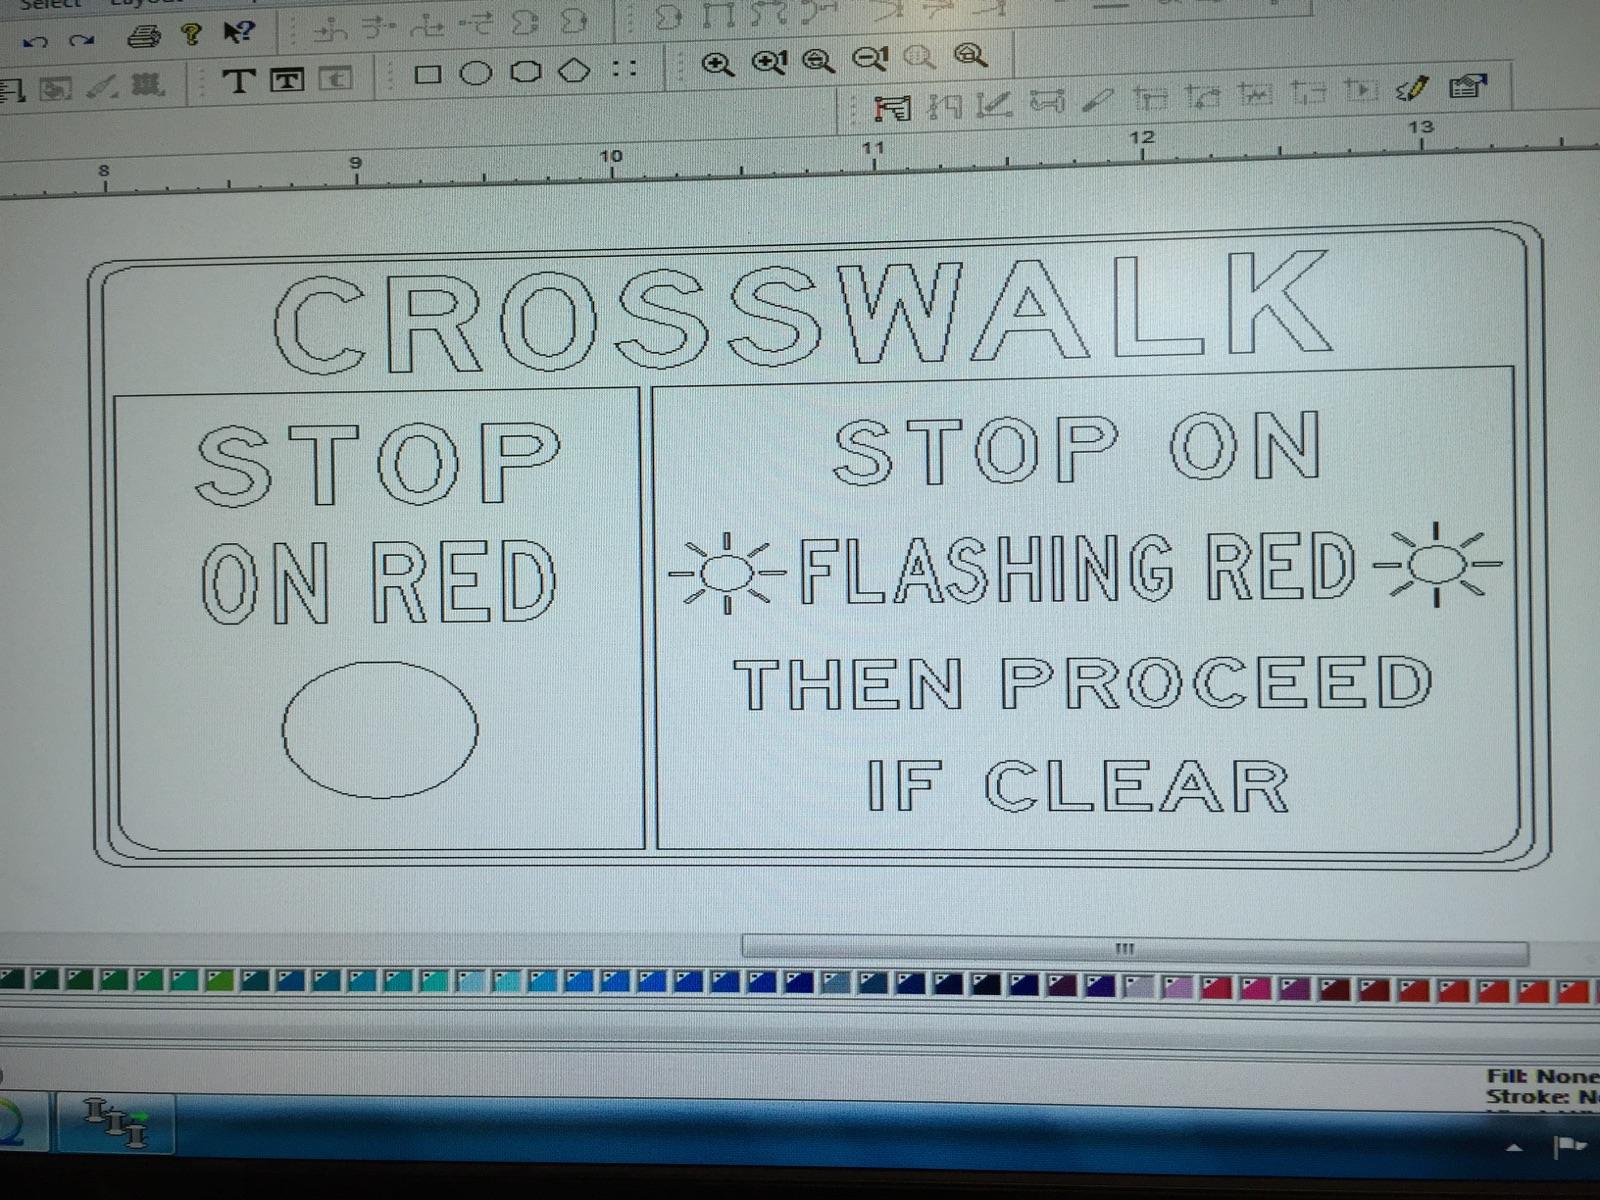 Select
8 9 10 11 12 13
CROSSWALK
STOP
ON RED
STOP ON
FLASHING RED
THEN PROCEED
IF CLEAR
Fill: None
Stroke: